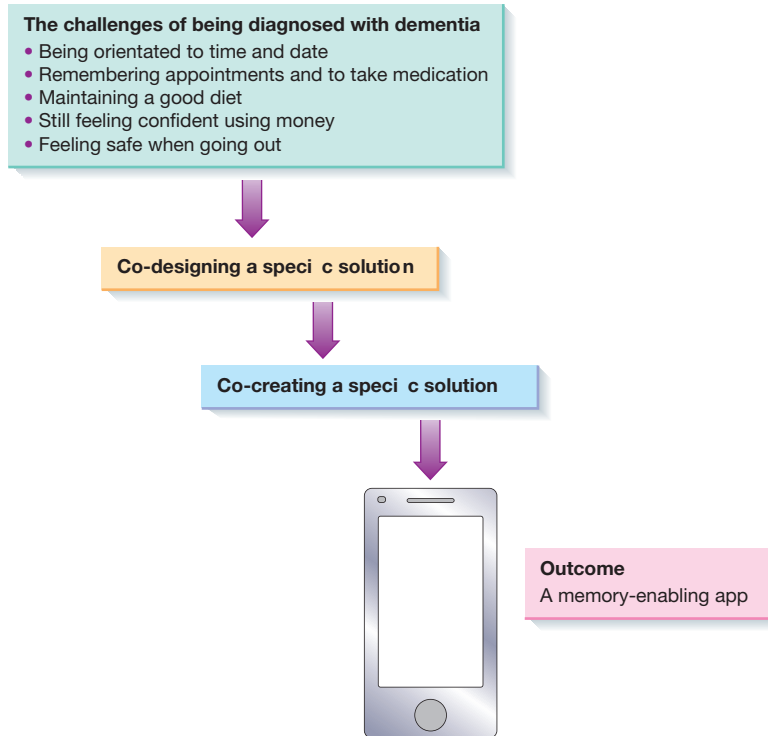 The challenges of being diagnosed with dementia
• Being orientated to time and date
• Remembering appointments and to take medication
• Maintaining a good diet
• Still feeling confident using money
• Feeling safe when going out
Co-designing a speci c solution
Co-creating a speci c solution
Outcome
A memory-enabling app